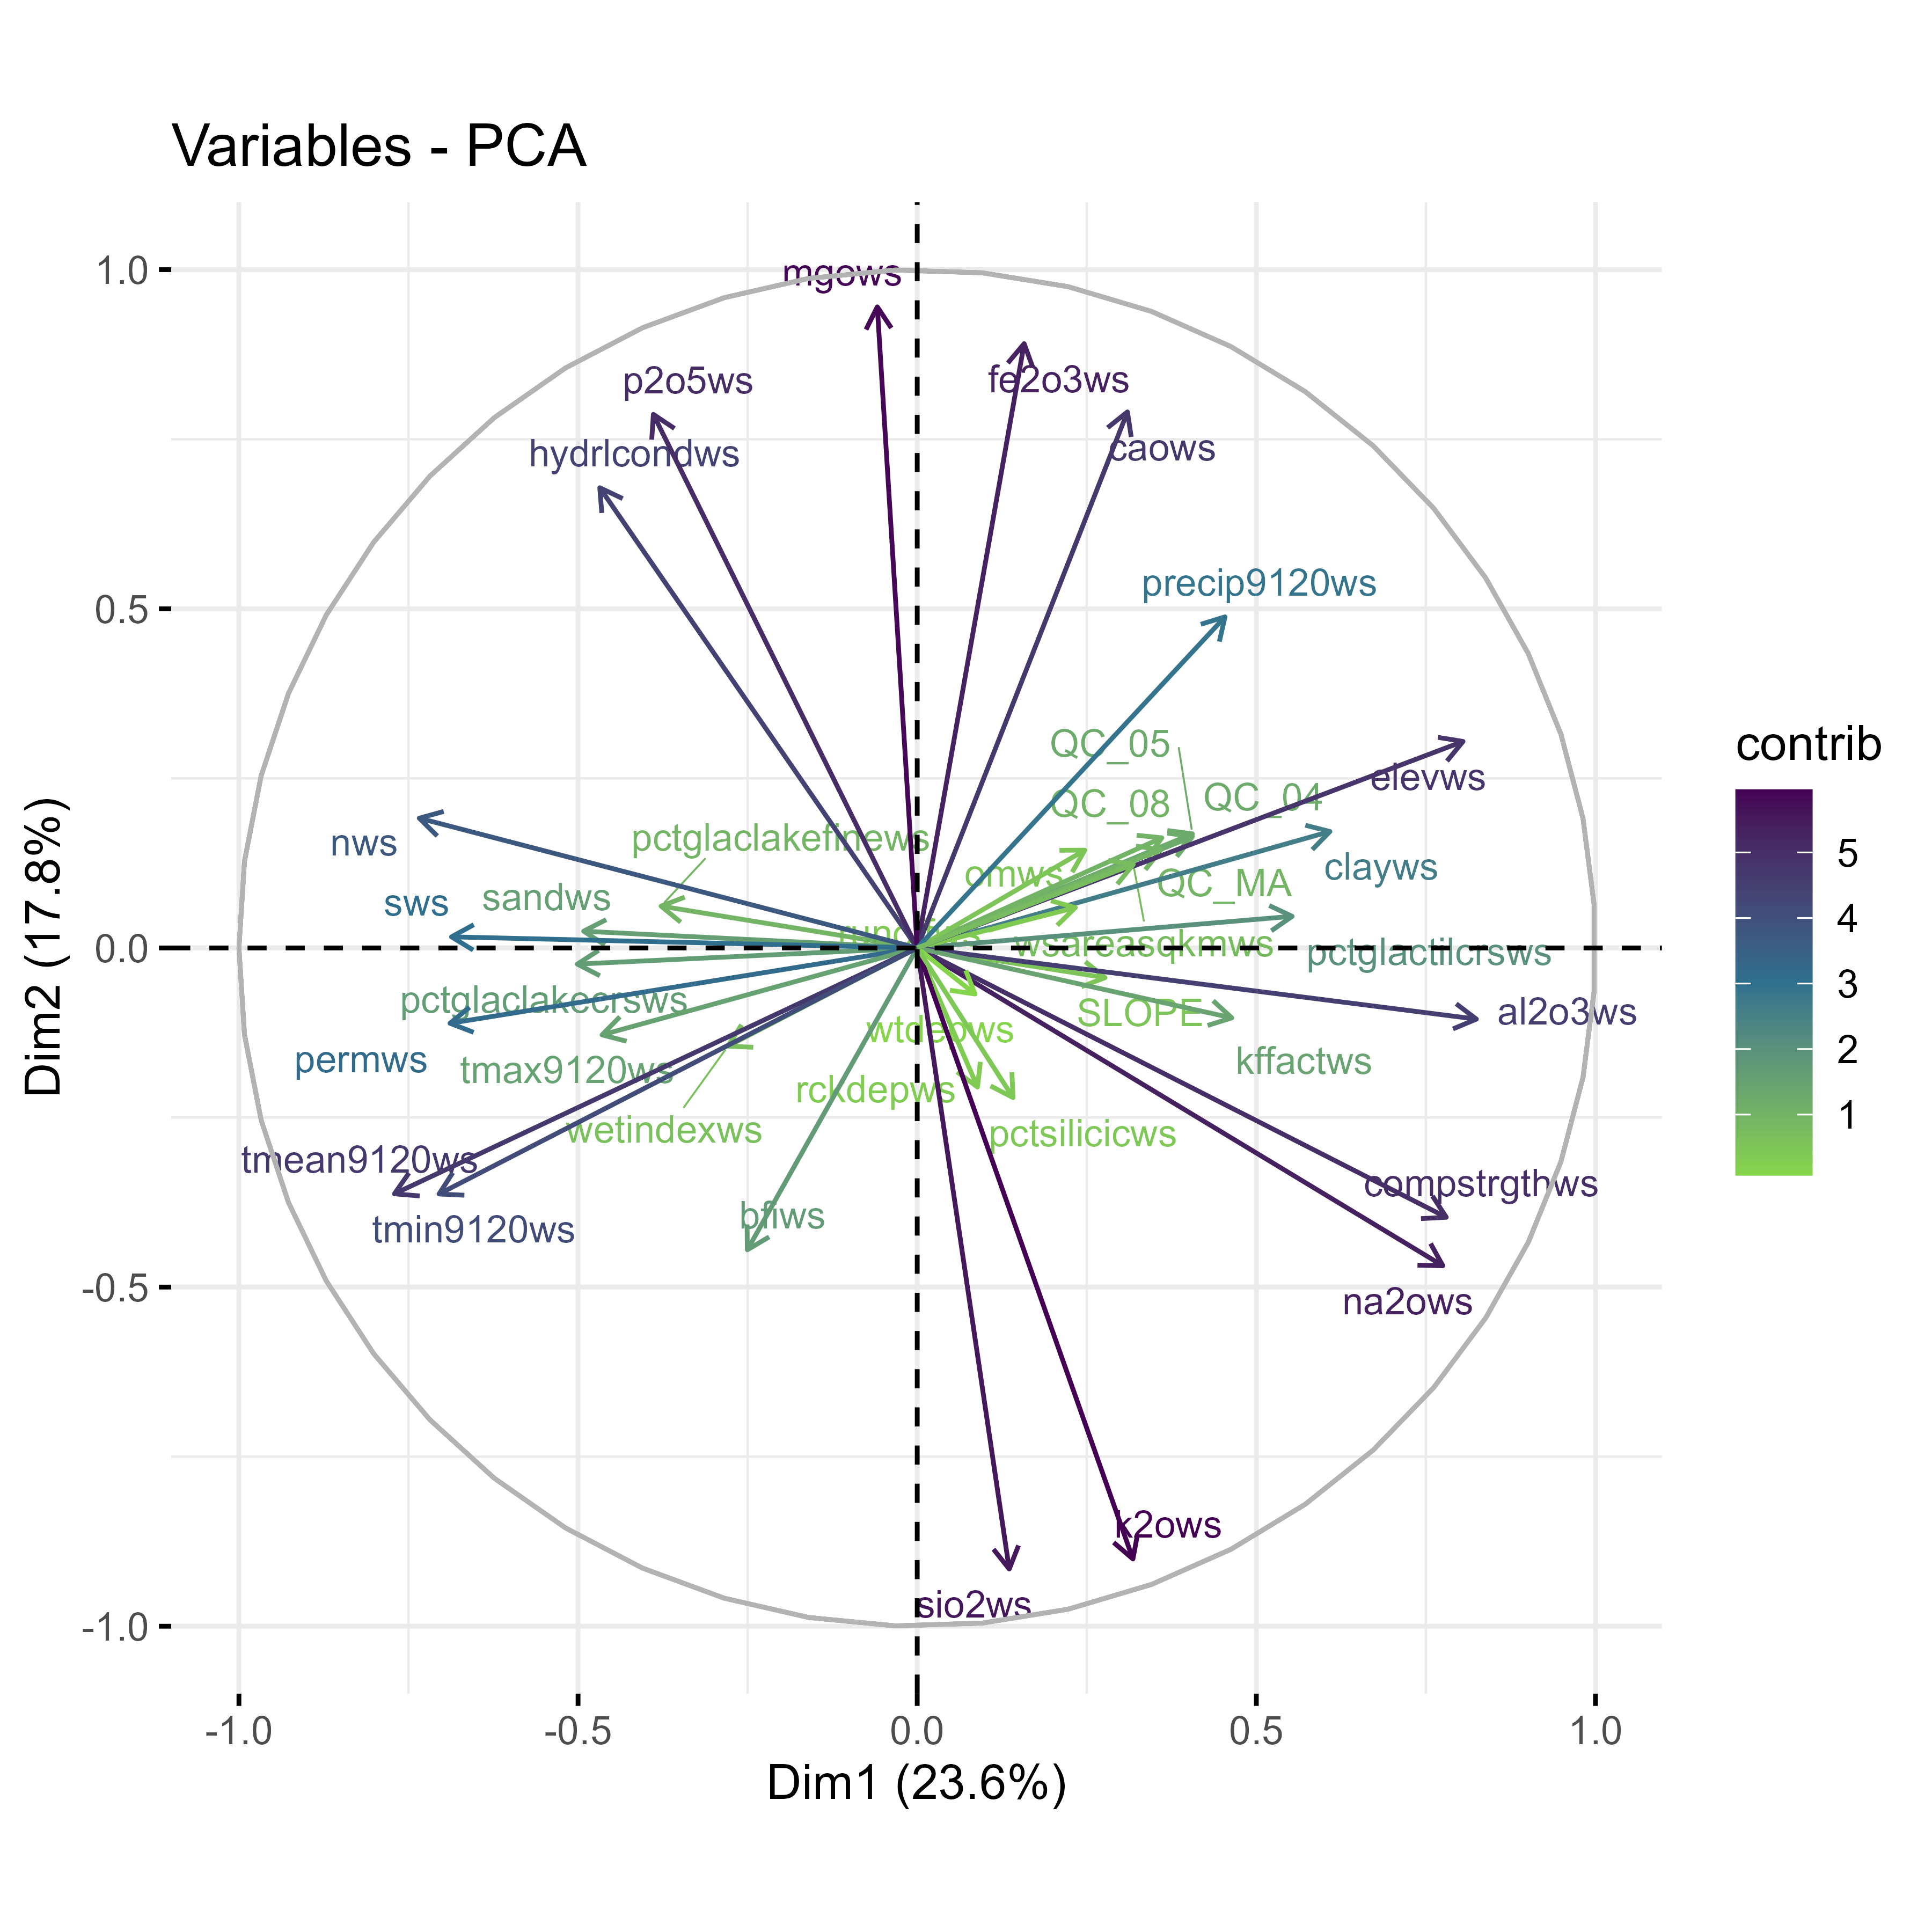 Variables - PCA
mgows
p2o5ws
fe2o3ws
hydrlcondws
caows
precip9120ws
QC_05
elevws
QC_08
QC_04
nws
pctglaclakefinews
clayws
omws
QC_MA
sws
sandws
wsareasqkmws
pctglactilcrsws
pctglaclakecrsws
SLOPE
al2o3ws
wtdepws
permws
tmax9120ws
kffactws
rckdepws
wetindexws
pctsilicicws
tmean9120ws
compstrgthws
tmin9120ws
bfiws
na2ows
k2ows
sio2ws
1.0
0.5
0.0
-0.5
-1.0
-1.0
-0.5
0.0
0.5
1.0
Dim1 (23.6%)
Dim2 (17.8%)
contrib
5
4
3
2
1